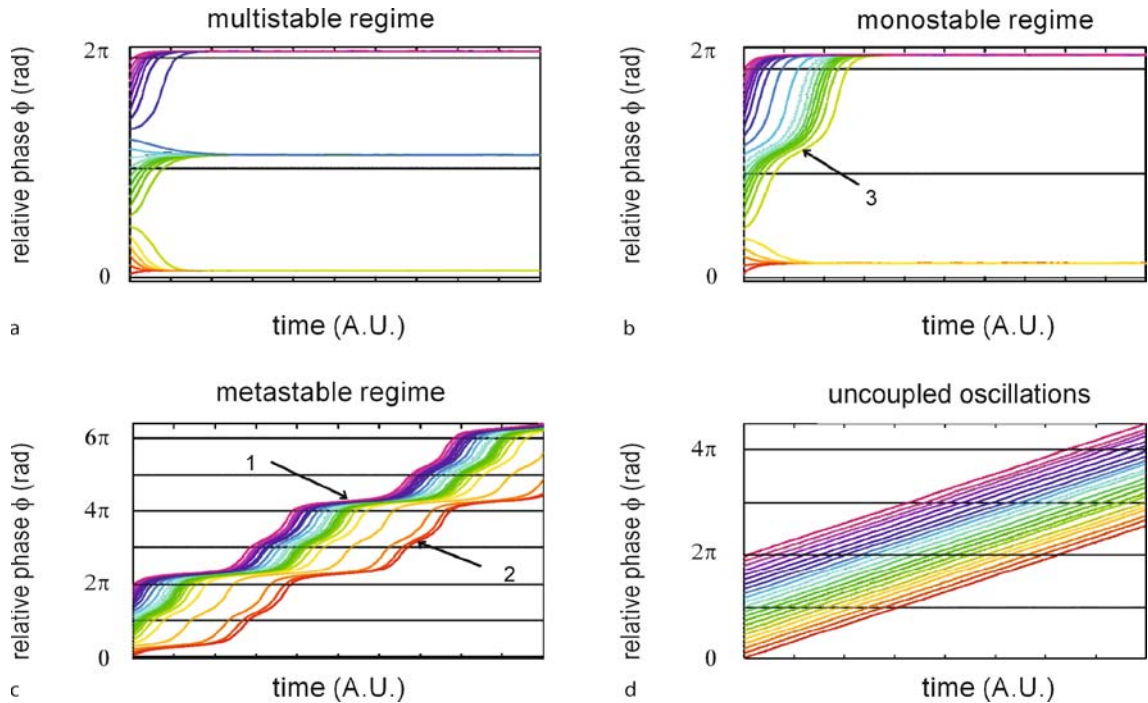 multistable regime
2π
0
relative phase ϕ (rad)
time (A.U.)
a
monostable regime
2π
0
relative phase ϕ (rad)
3
time (A.U.)
b
metastable regime
6π
4π
2π
0
relative phase ϕ (rad)
1
2
time (A.U.)
c
uncoupled oscillations
4π
2π
0
relative phase ϕ (rad)
time (A.U.)
d